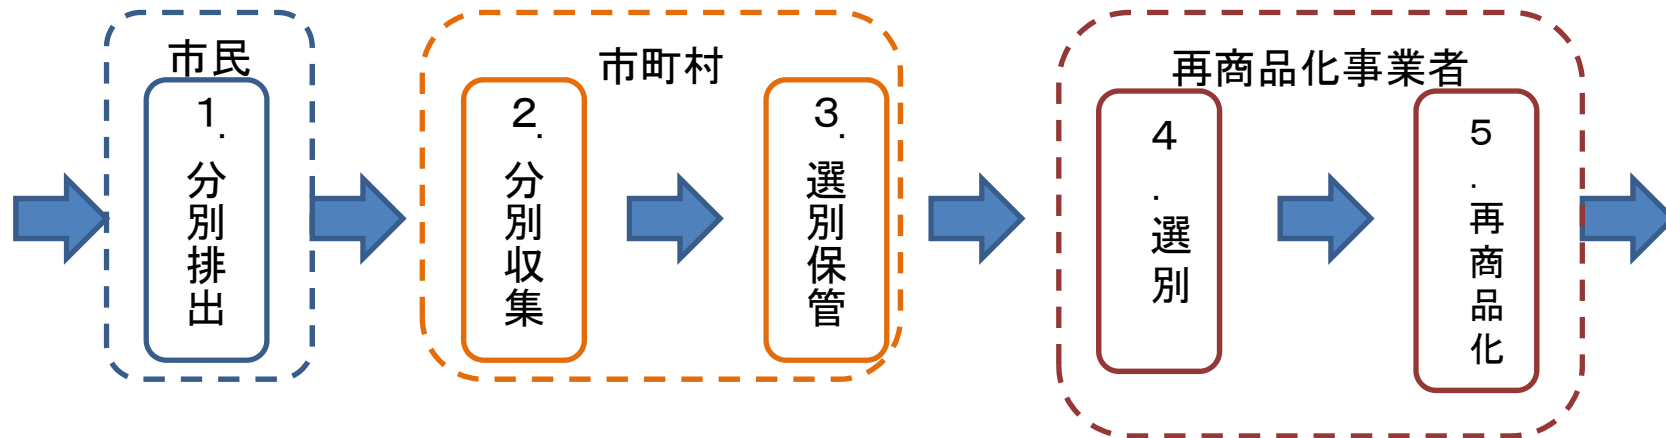 市民
１．分別排出
市町村
２．分別収集
３．選別保管
再商品化事業者
４．選別
５．再商品化